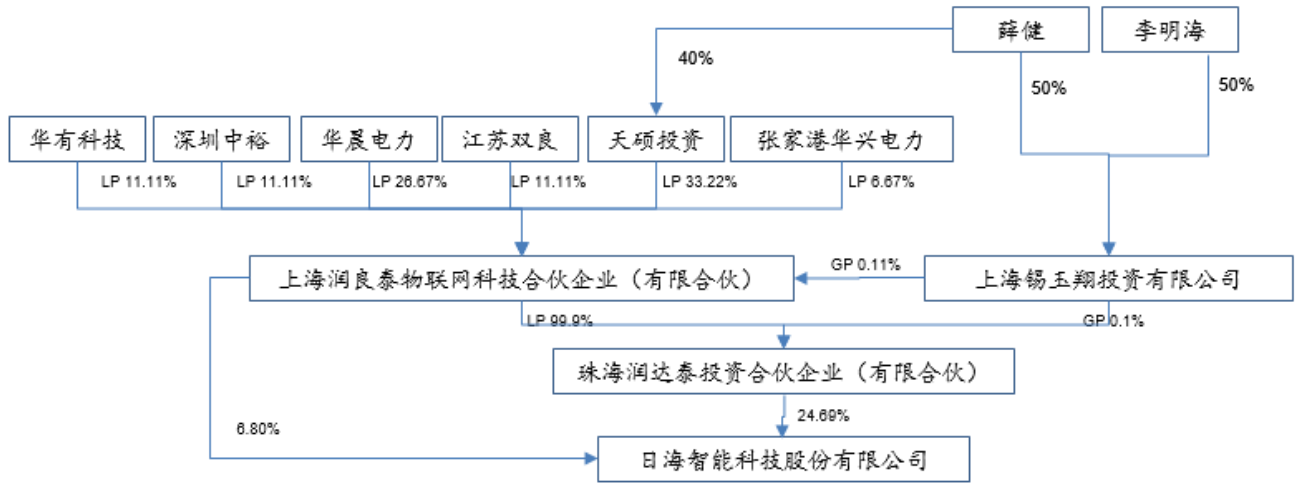 薛健
李明海
40%
50%
50%
华有科技
深圳中裕
华晨电力
江苏双良
天硕投资
张家港华兴电力
LP 11.11%
LP 11.11%
LP 26.67%
LP 11.11%
LP 33.22%
LP 6.67%
上海润良泰物联网科技合伙企业（有限合伙）
GP 0.11%
上海锡玉翔投资有限公司
LP 99.9%
GP 0.1%
珠海润达泰投资合伙企业（有限合伙）
6.80%
24.69%
日海智能科技股份有限公司